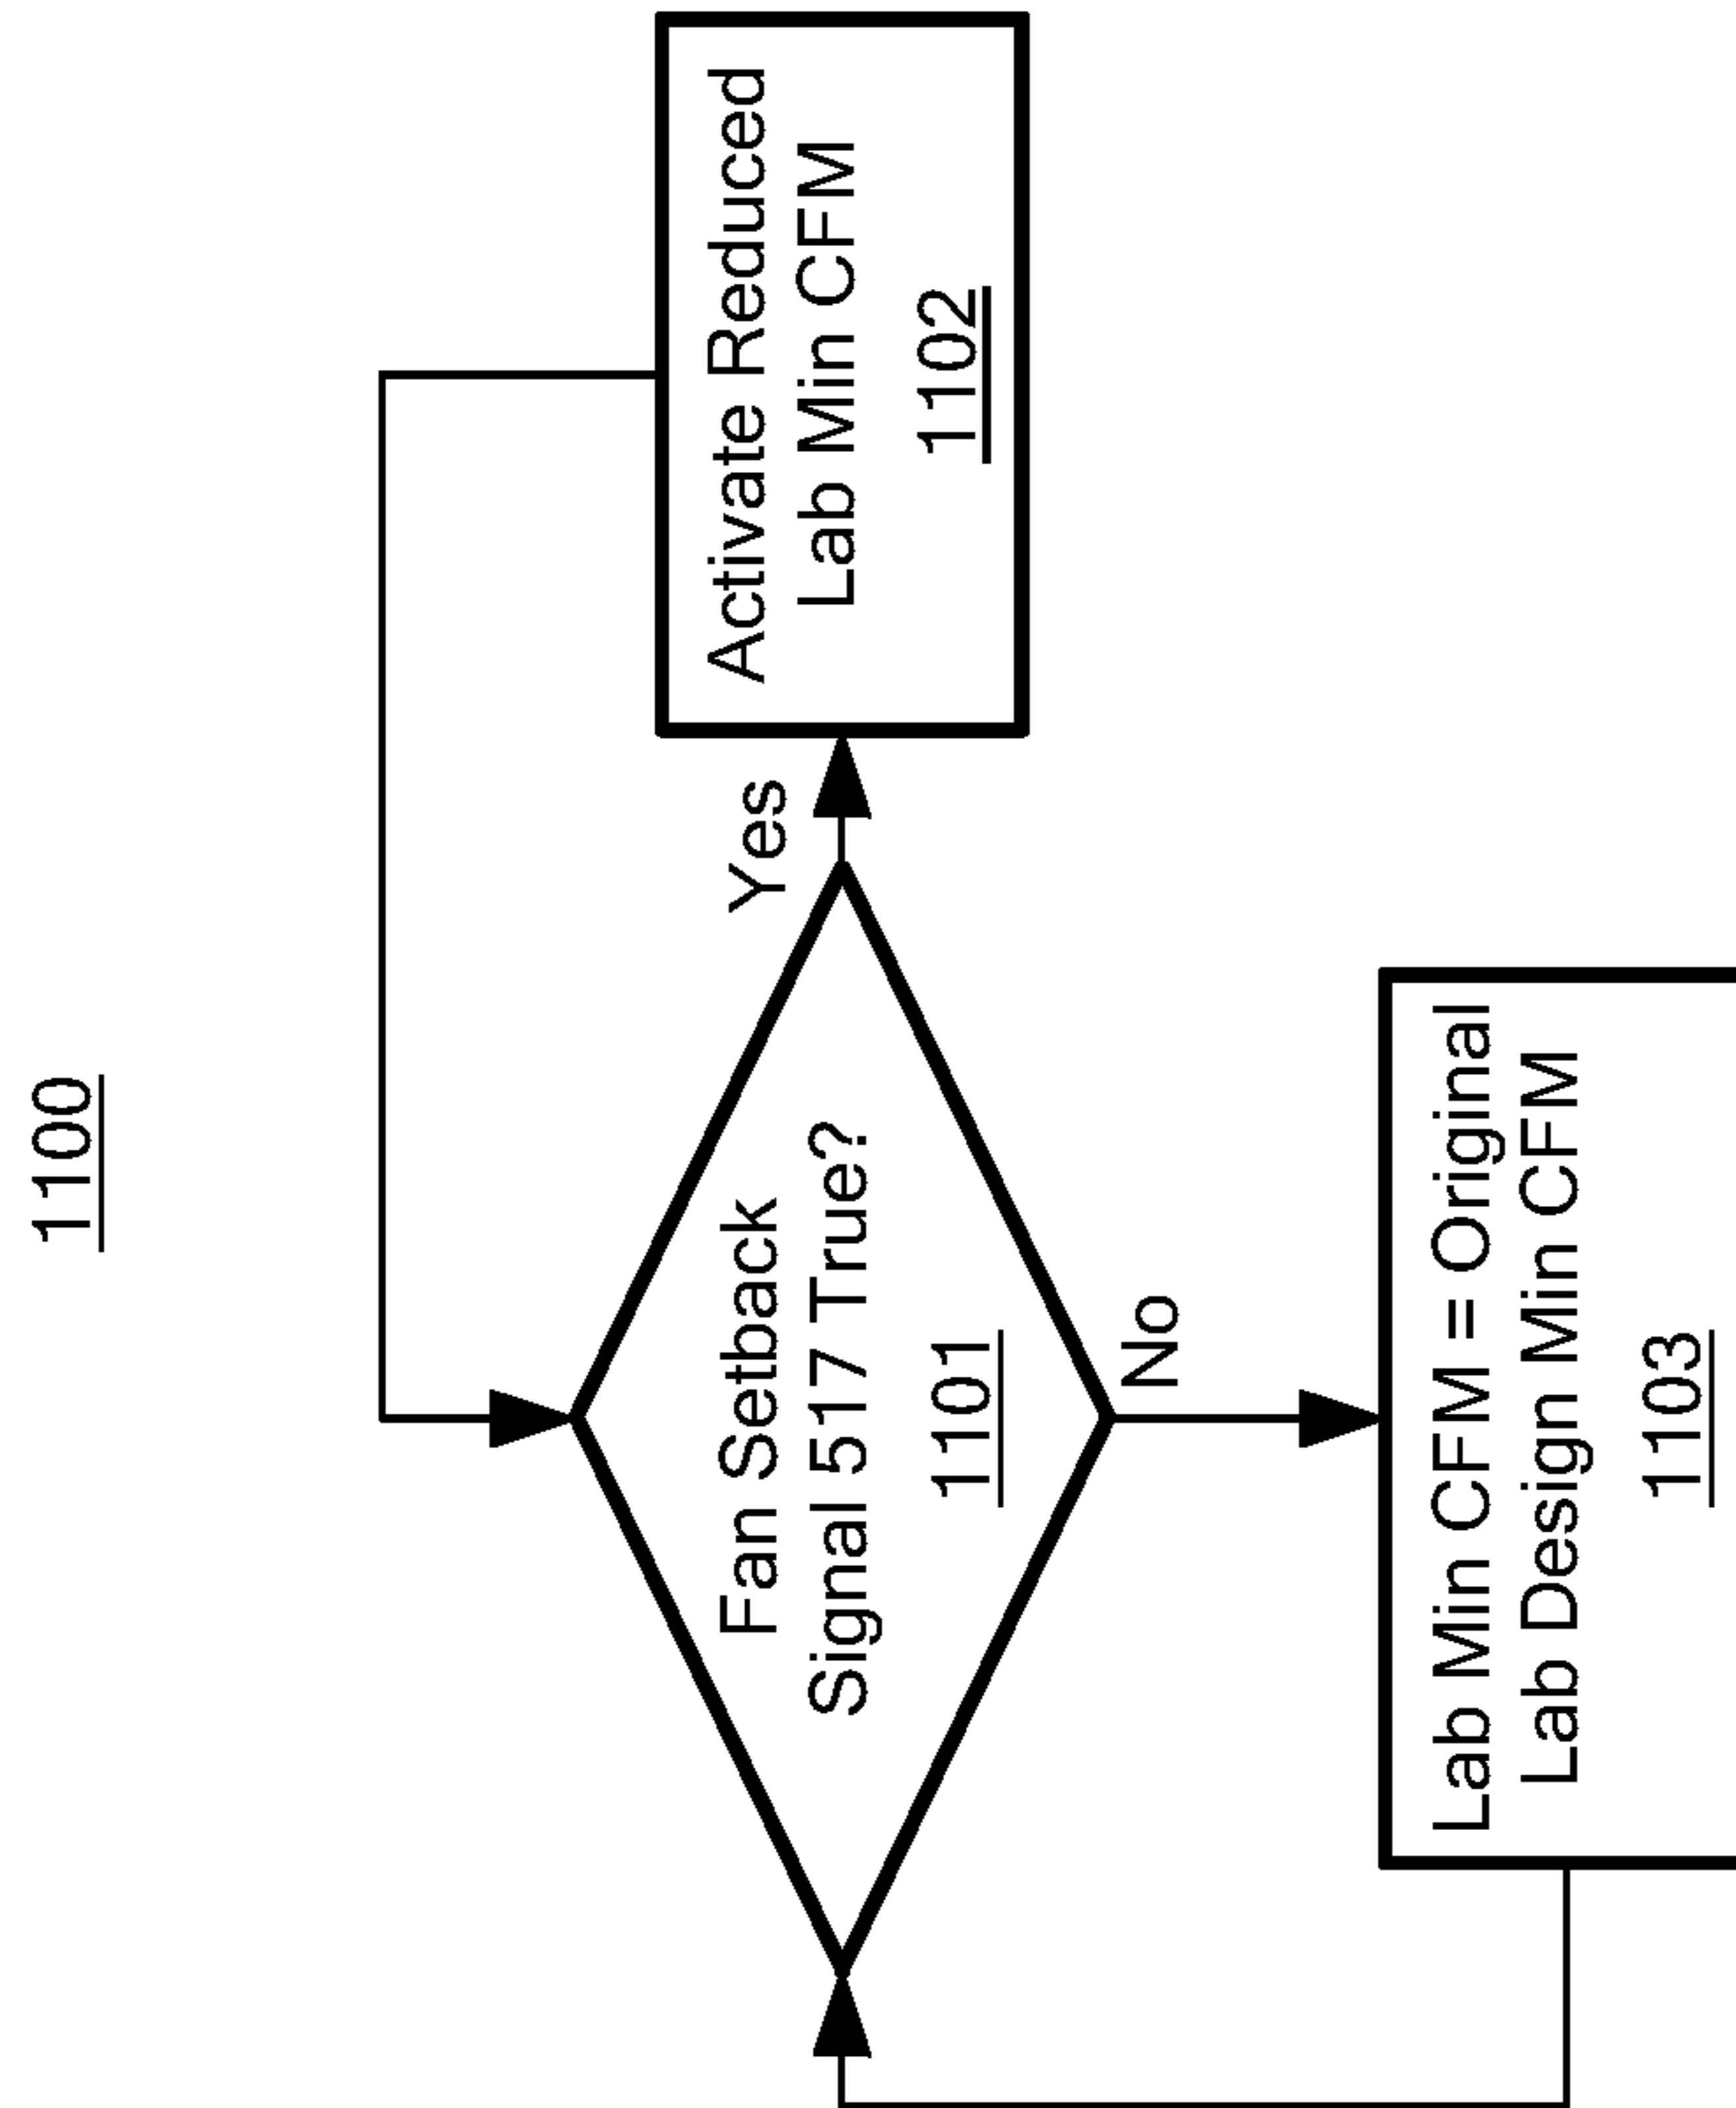 1100
Fan Setback
Signal 517 True?
1101
Yes
Activate Reduced
Lab Min CFM
1102
No
Lab Min CFM = Original
Lab Design Min CFM
1103